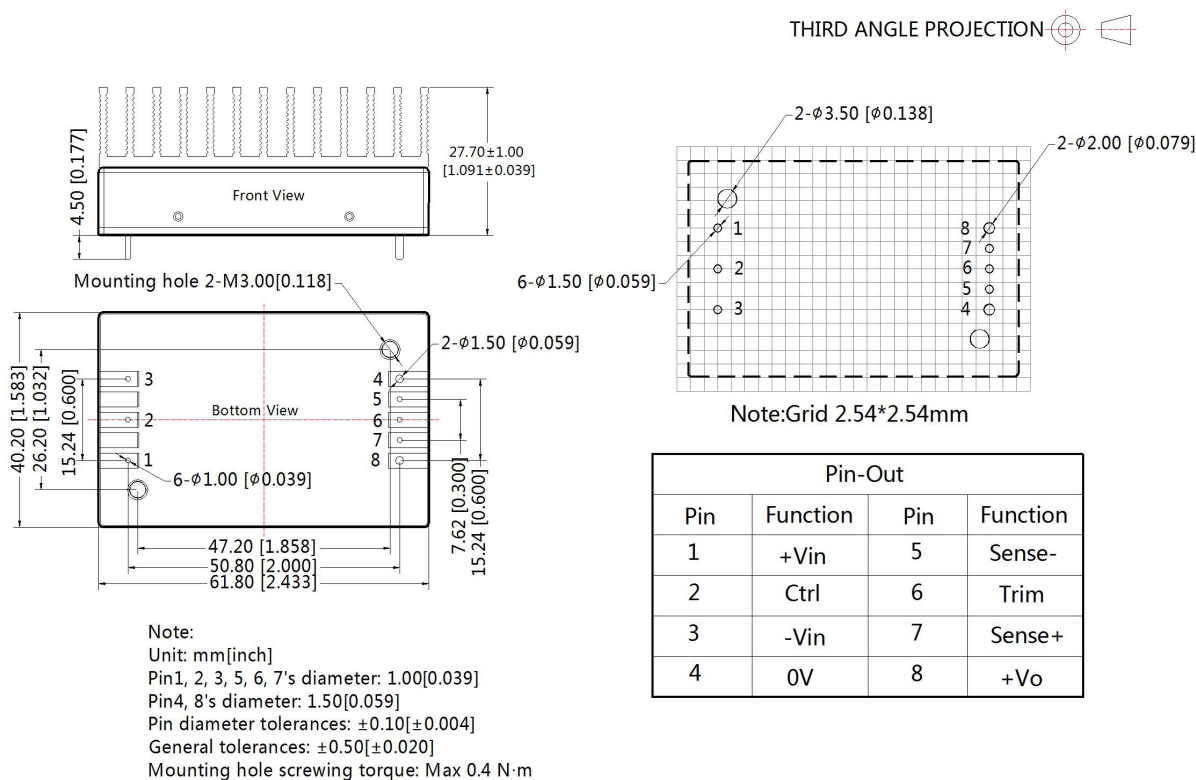 THIRD ANGLE PROJECTION
4.50 [0.177]
Front View
27.70±1.00
[1.091±0.039]
Mounting hole 2-M3.00[0.118]
2-ϕ1.50 [ϕ0.059]
40.20 [1.583]
26.20 [1.032]
15.24 [0.600]
3
2
1
Bottom View
4
5
6
7
8
6-ϕ1.00 [ϕ0.039]
7.62 [0.300]
15.24 [0.600]
47.20 [1.858]
50.80 [2.000]
61.80 [2.433]
Note:
Unit: mm[inch]
Pin1, 2, 3, 5, 6, 7's diameter: 1.00[0.039]
Pin4, 8's diameter: 1.50[0.059]
Pin diameter tolerances: ±0.10[±0.004]
General tolerances: ±0.50[±0.020]
Mounting hole screwing torque: Max 0.4 N·m
2-ϕ3.50 [ϕ0.138]
2-ϕ2.00 [ϕ0.079]
6-ϕ1.50 [ϕ0.059]
1
2
3
8
7
6
5
4
Note:Grid 2.54*2.54mm
Pin-Out
Pin Function Pin Function
1 +Vin 5 Sense-
2 Ctrl 6 Trim
3 -Vin 7 Sense+
4 0V 8 +Vo